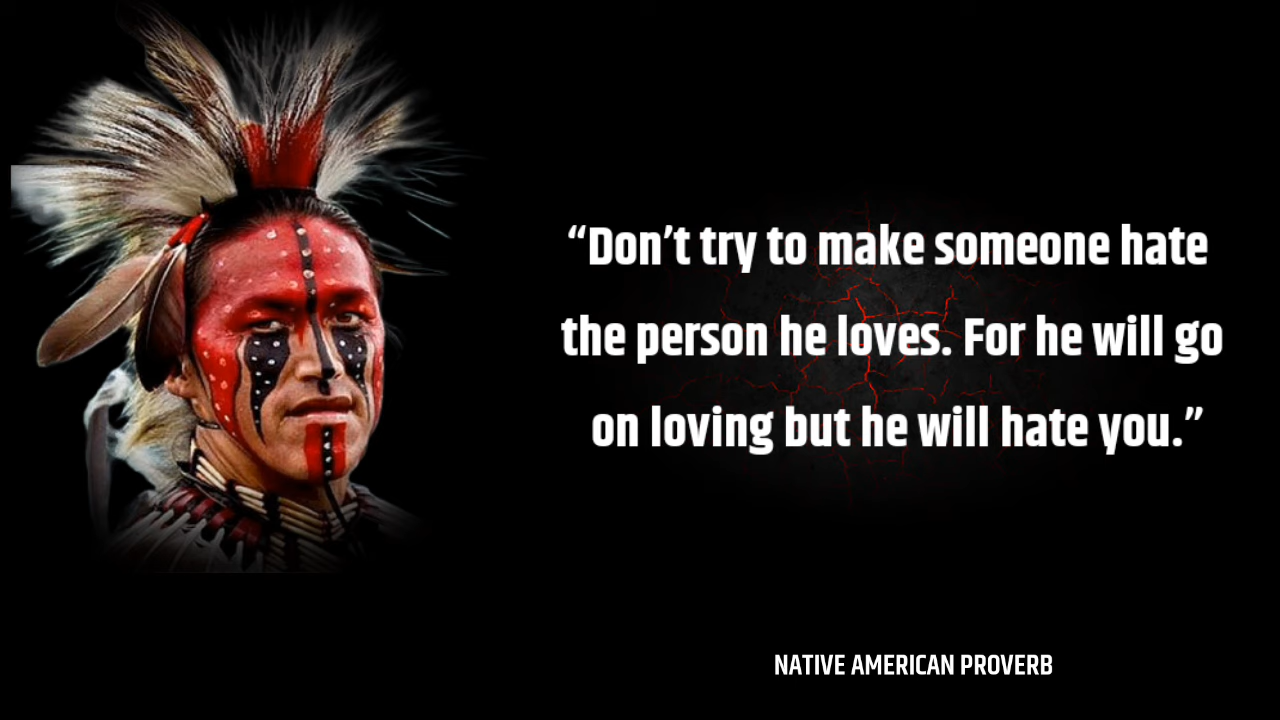 “Don’t try to make someone hate
the person he loves. For he will go
on loving but he will hate you.”
NATIVE AMERICAN PROVERB